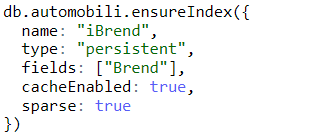 db.automobili.ensureIndex({
  name: "iBrend",
  type: "persistent",
  fields: ["Brend"],
  cacheEnabled: true,
  sparse: true
})